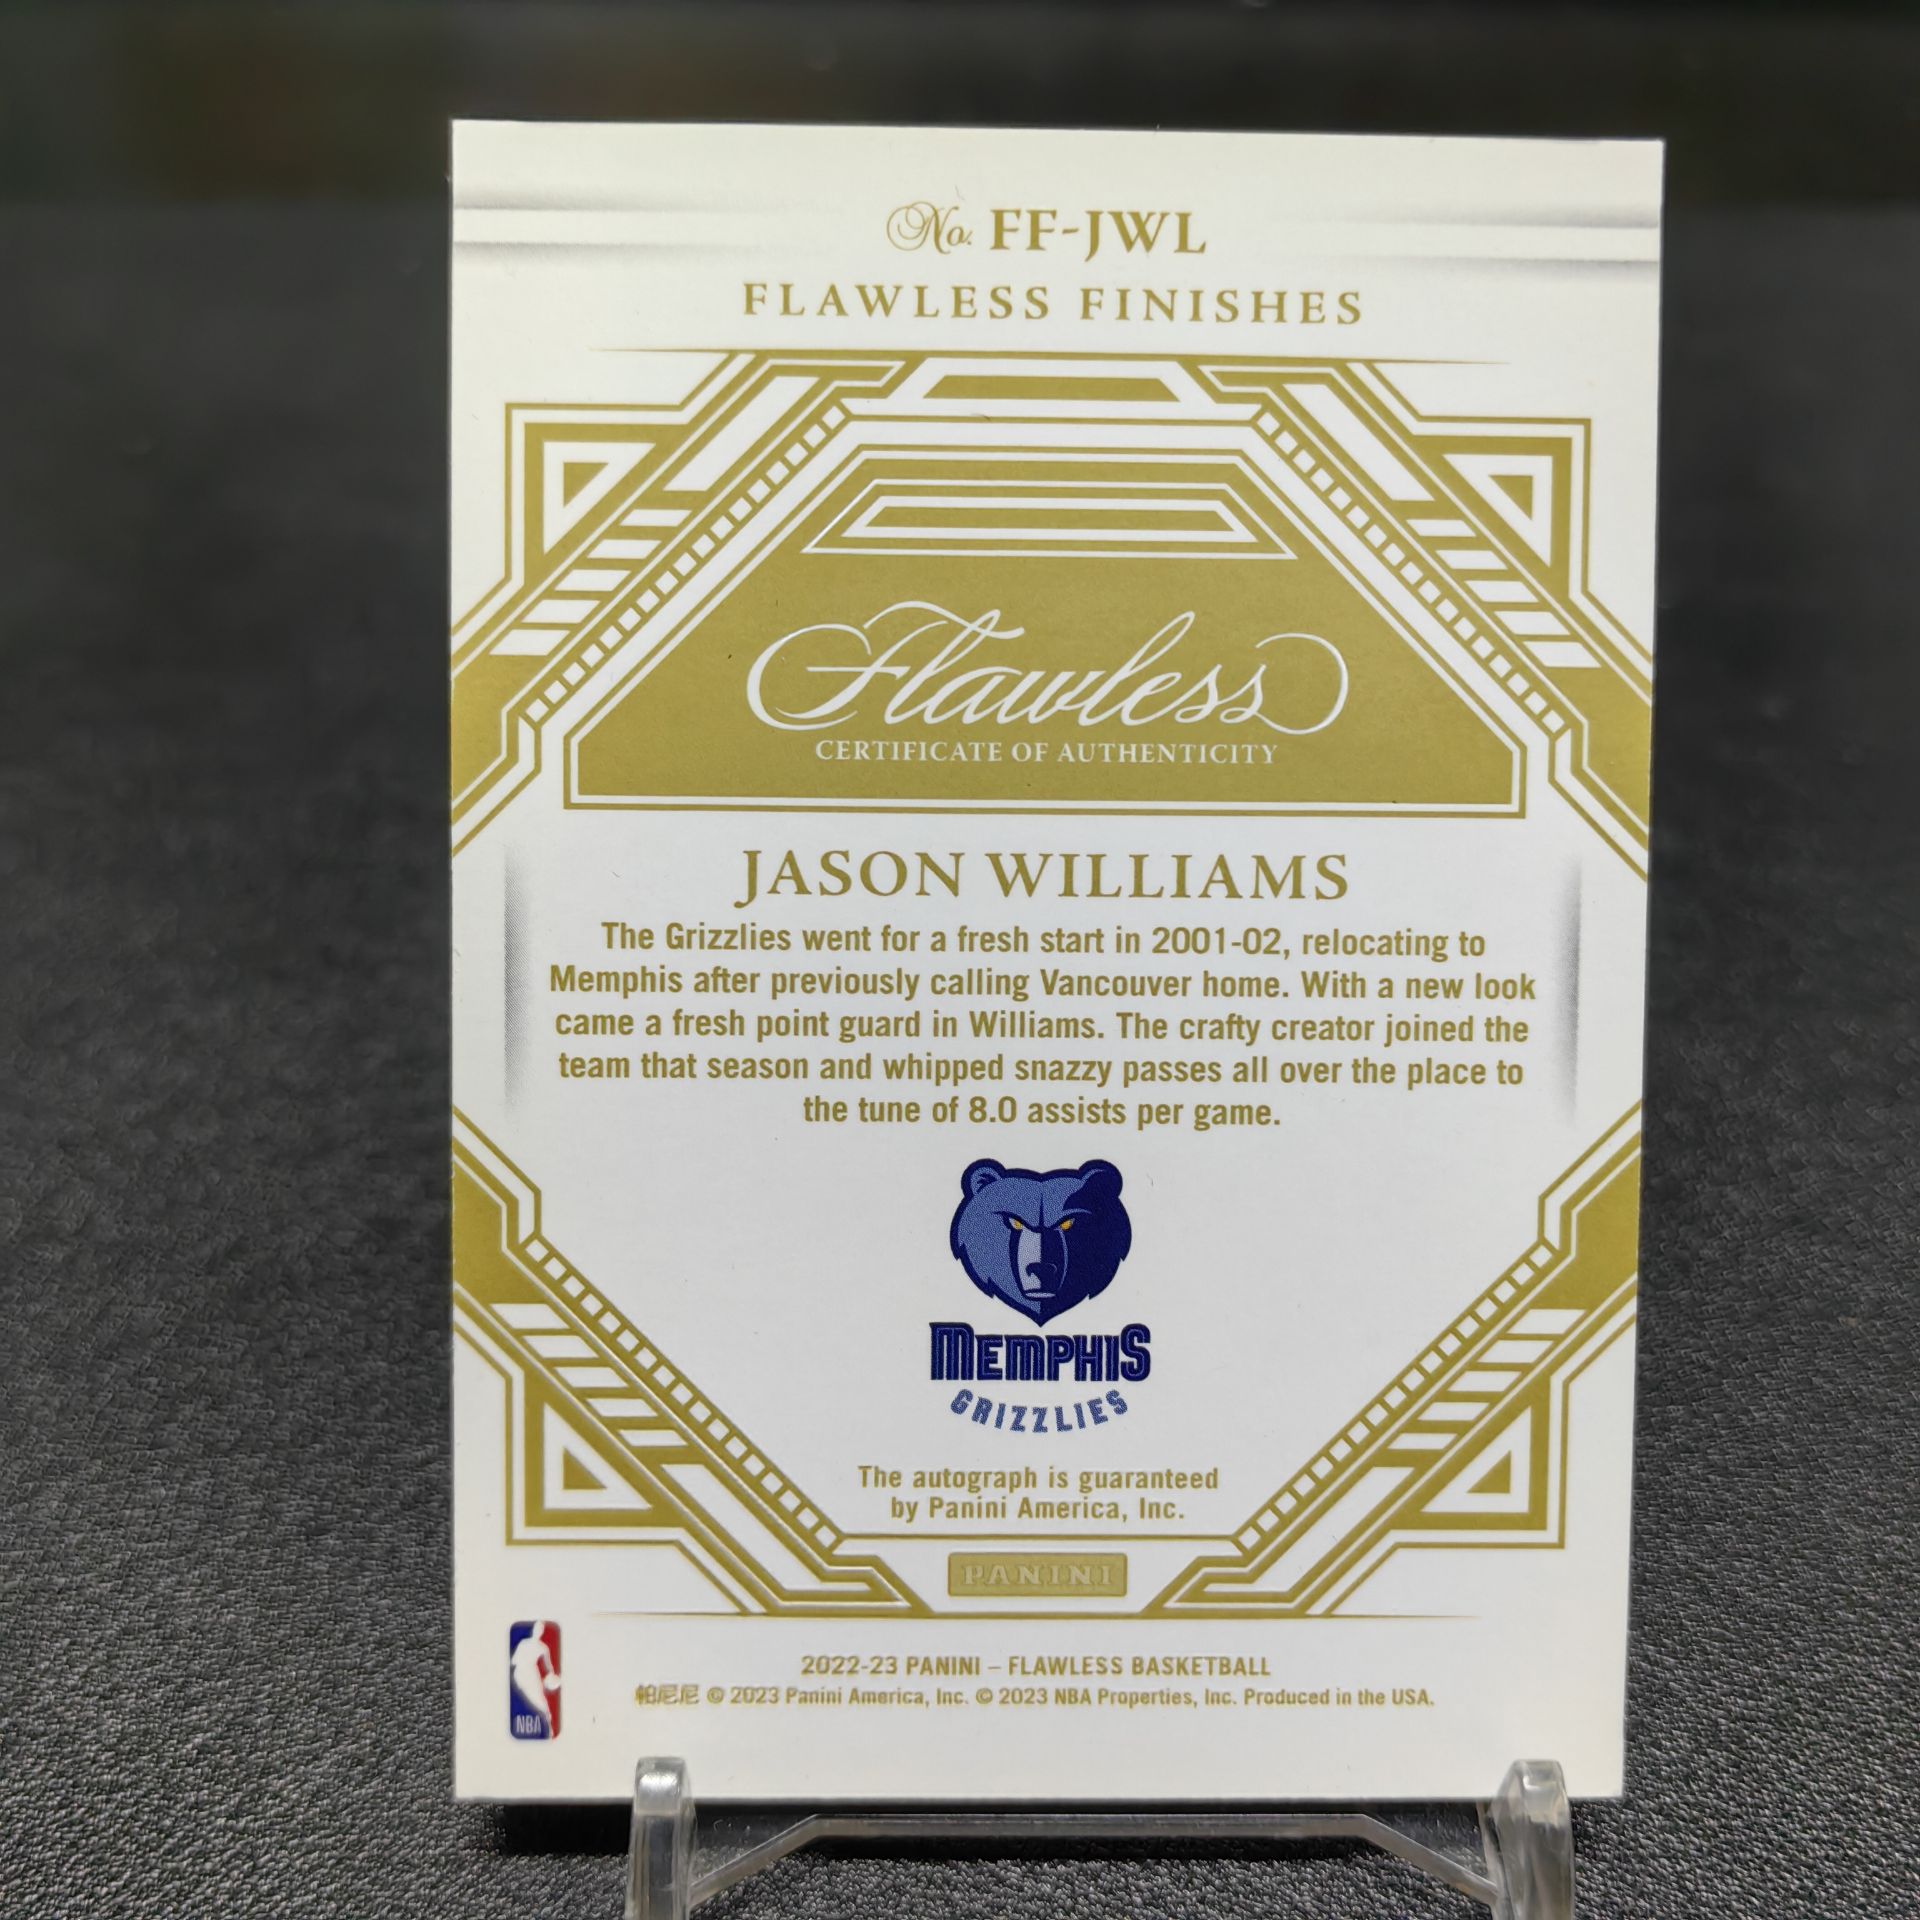 No. FF-JWL
FLAWLESS FINISHES
Flawless
CERTIFICATE OF AUTHENTICITY
JASON WILLIAMS
The Grizzlies went for a fresh start in 2001-02, relocating to
Memphis after previously calling Vancouver home. With a new look
came a fresh point guard in Williams. The crafty creator joined the
team that season and whipped snazzy passes all over the place to
the tune of 8.0 assists per game.
MEMPHIS
GRIZZLIES
The autograph is guaranteed
by Panini America, Inc.
PANINI
NBA
2022-23 PANINI – FLAWLESS BASKETBALL
帕尼尼 © 2023 Panini America, Inc. © 2023 NBA Properties, Inc. Produced in the USA.